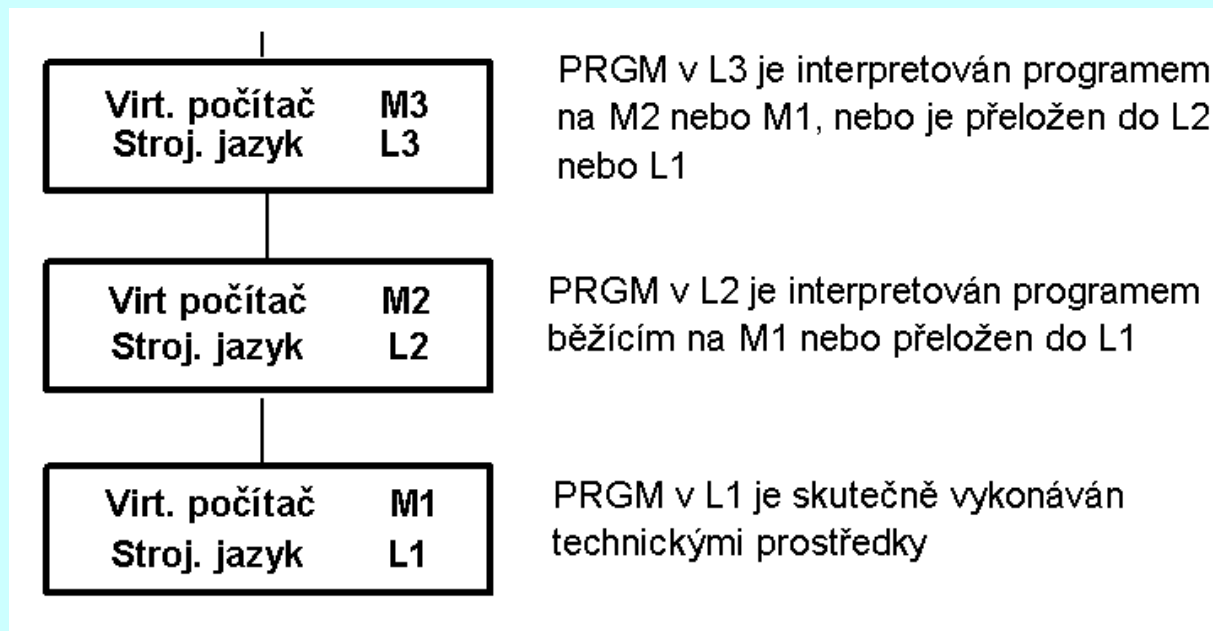 Virt. počítač M3
Stroj. jazyk L3
PRGM v L3 je interpretován programem
na M2 nebo M1, nebo je přeložen do L2
nebo L1
Virt počítač M2
Stroj. jazyk L2
PRGM v L2 je interpretován programem
běžícím na M1 nebo přeložen do L1
Virt. počítač M1
Stroj. jazyk L1
PRGM v L1 je skutečně vykonáván
technickými prostředky